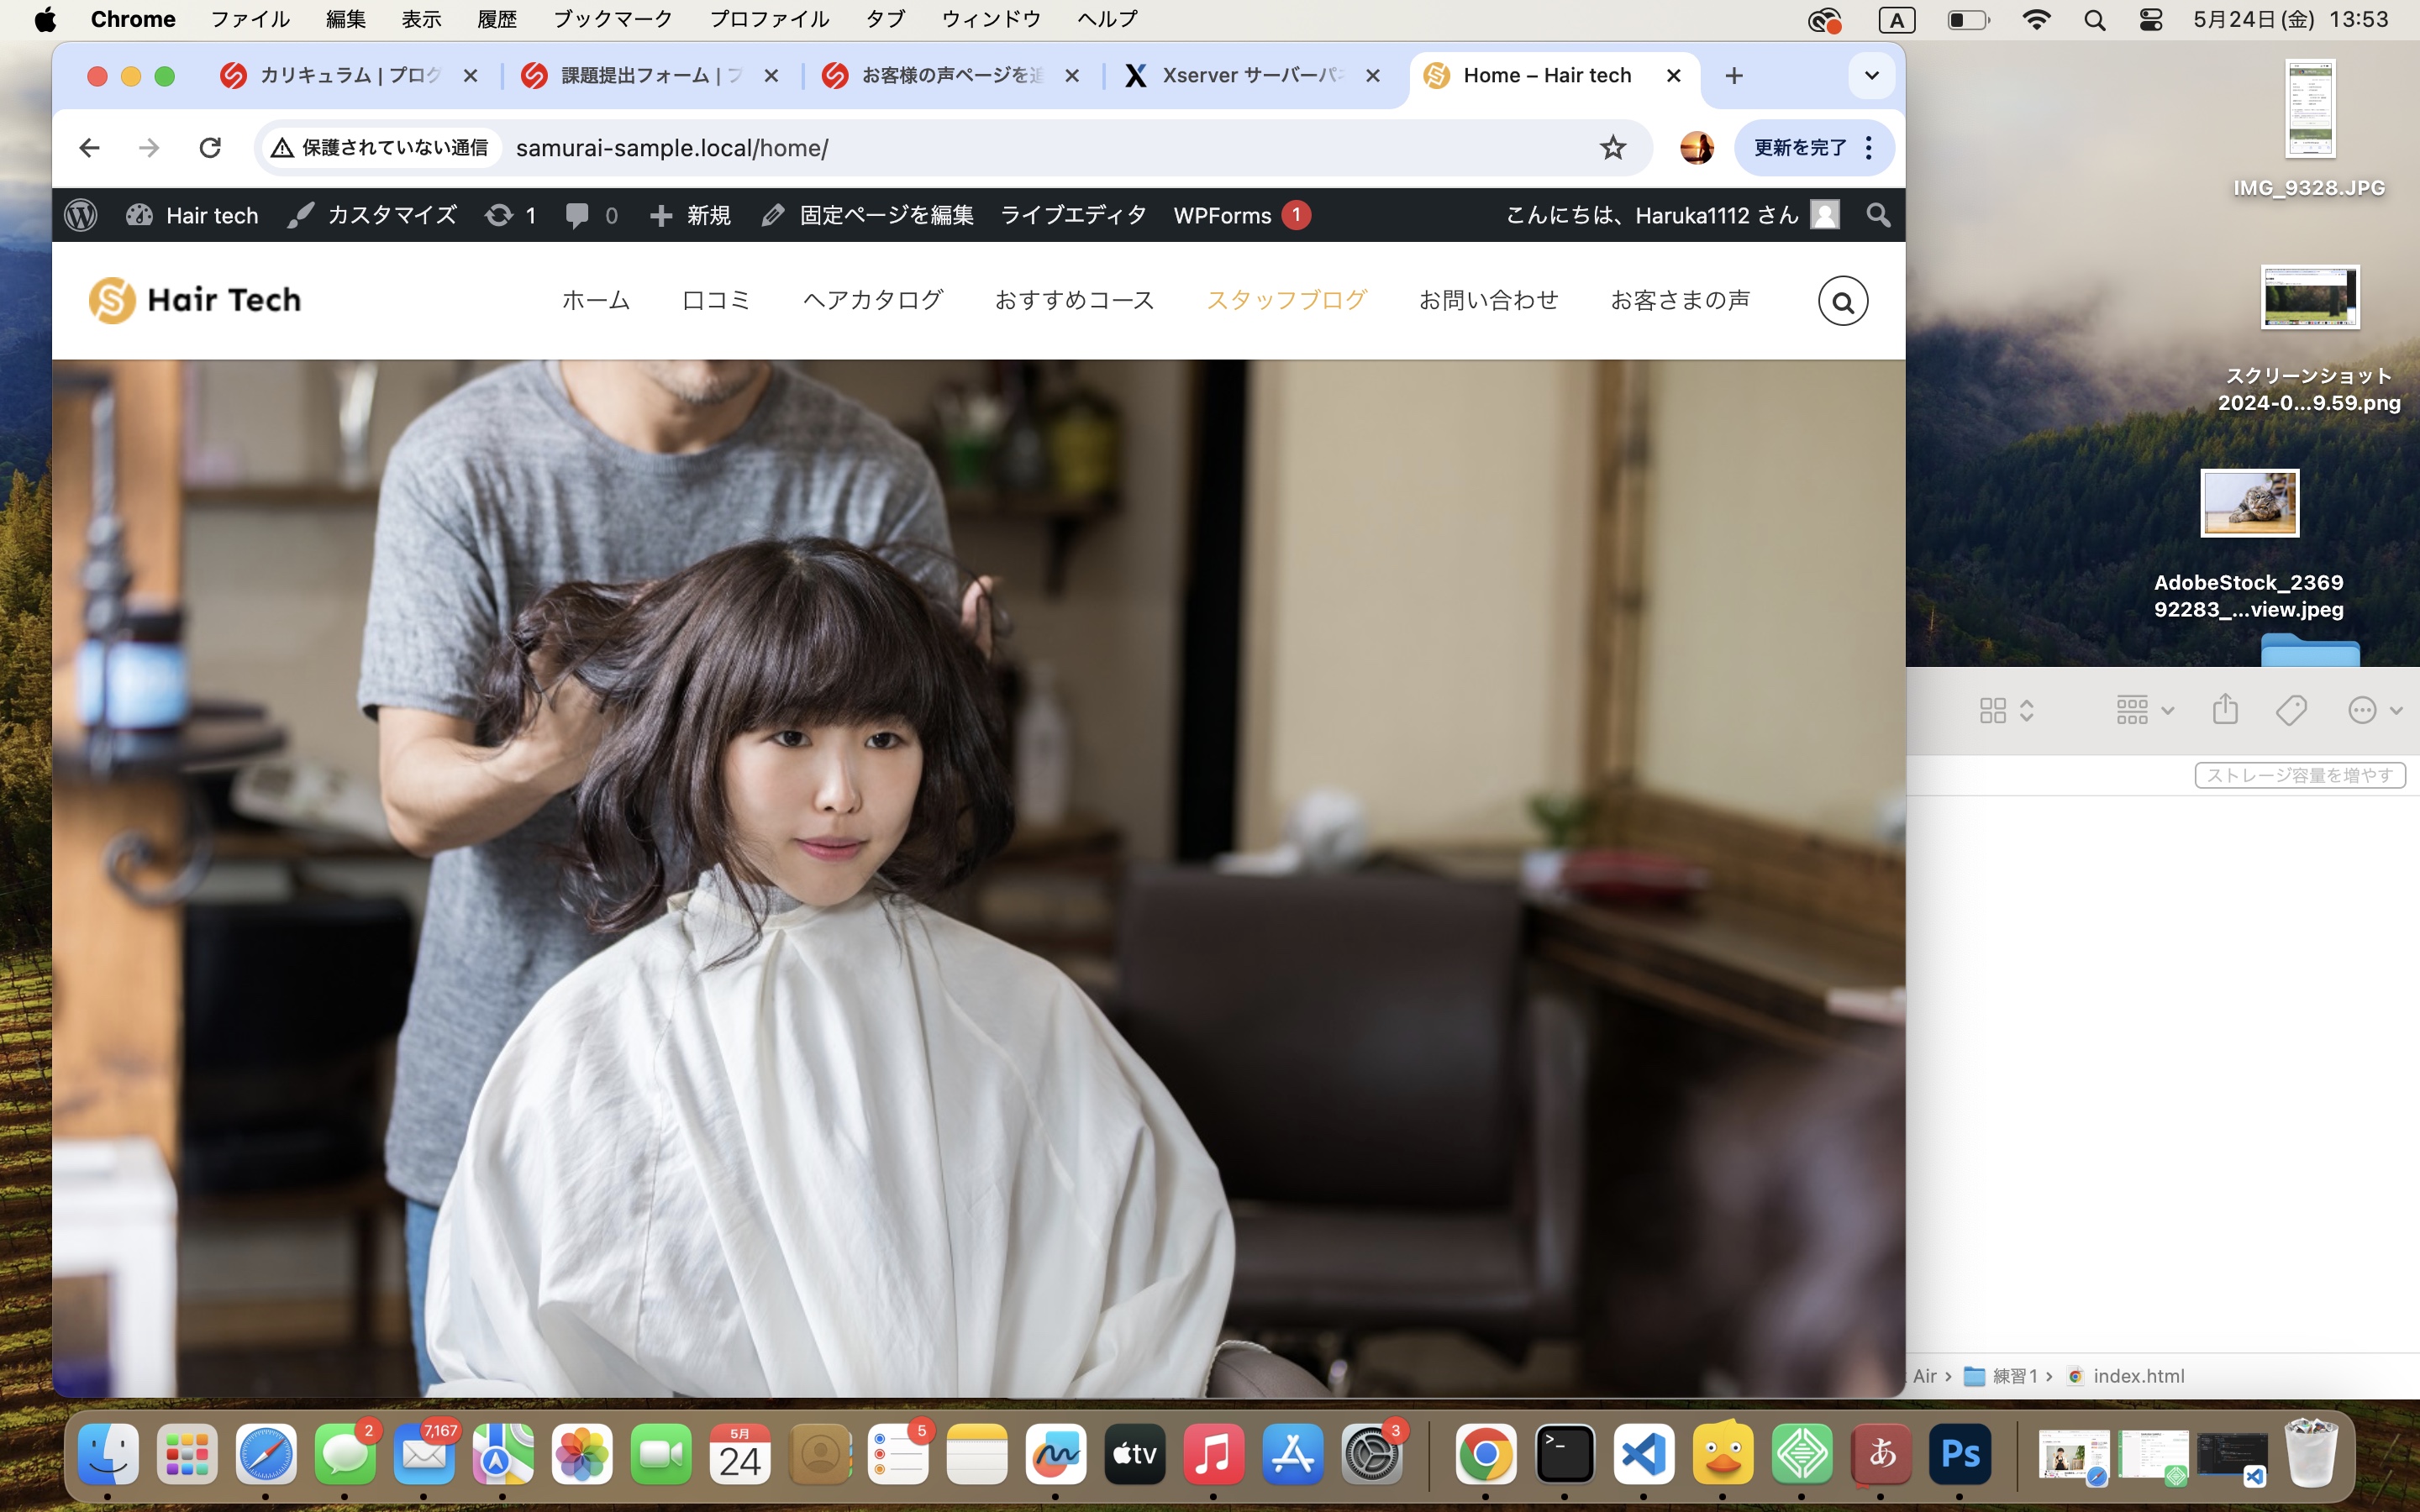 Chrome ファイル 編集 表示 履歴 ブックマーク プロファイル タブ ウィンドウ ヘルプ A 5月24日(金) 13:53
カリキュラム | プログ 課題提出フォーム | フ お客様の声ページを追 Xserver サーバーパネ Home – Hair tech
保護されていない通信 samurai-sample.local/home/ 更新を完了
Hair tech カスタマイズ 1 0 新規 固定ページを編集 ライブエディタ WPForms 1 こんにちは、Haruka1112 さん
Hair Tech ホーム 口コミ ヘアカタログ おすすめコース スタッフブログ お問い合わせ お客さまの声
IMG_9328.JPG
スクリーンショット
2024-0...9.59.png
AdobeStock_2369
92283_...view.jpeg
ストレージ容量を増やす
Air › 練習1 › index.html
2 7,167 5月 24 5 tv 3 >_ あ Ps